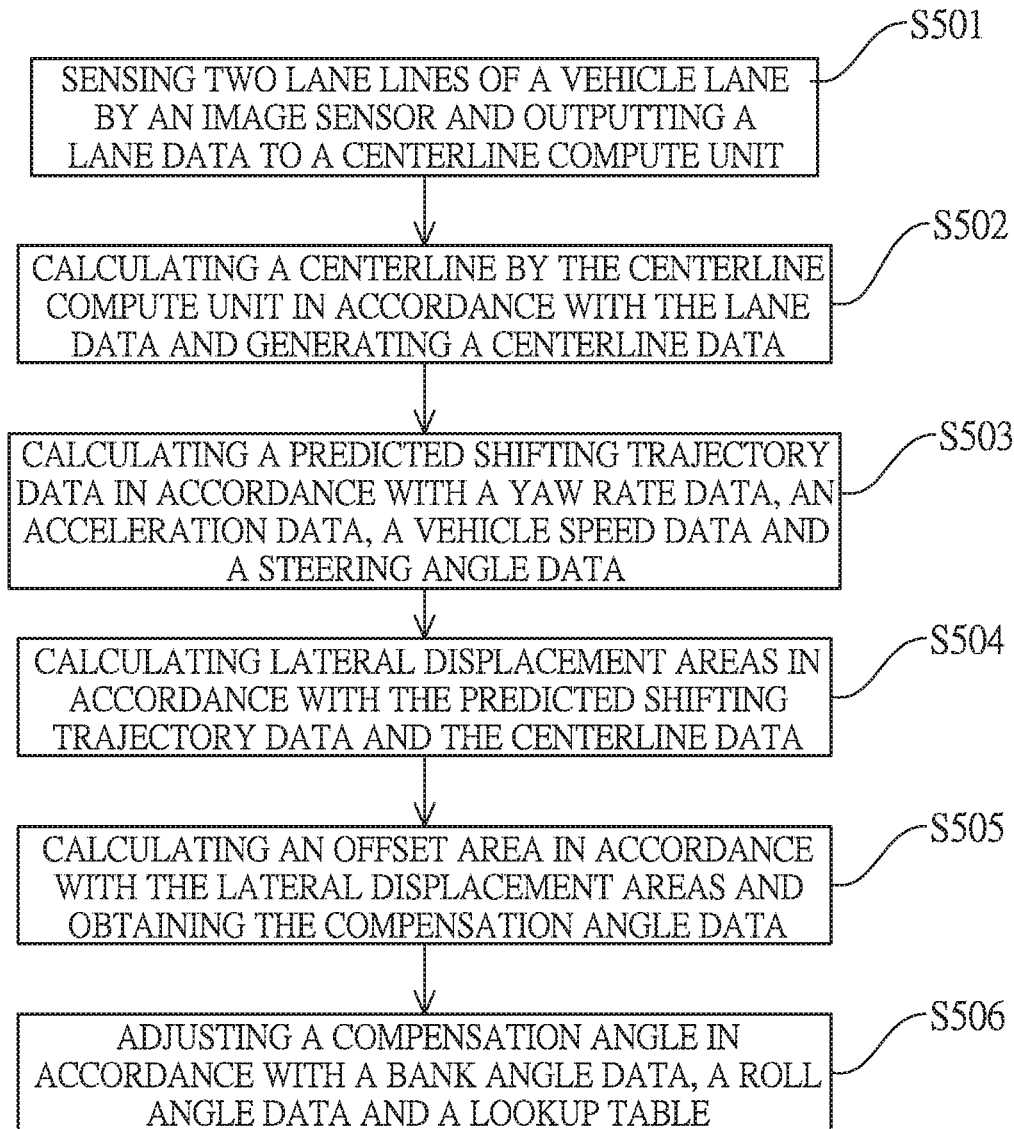 S501
SENSING TWO LANE LINES OF A VEHICLE LANE
BY AN IMAGE SENSOR AND OUTPUTTING A
LANE DATA TO A CENTERLINE COMPUTE UNIT
S502
CALCULATING A CENTERLINE BY THE CENTERLINE
COMPUTE UNIT IN ACCORDANCE WITH THE LANE
DATA AND GENERATING A CENTERLINE DATA
S503
CALCULATING A PREDICTED SHIFTING TRAJECTORY
DATA IN ACCORDANCE WITH A YAW RATE DATA, AN
ACCELERATION DATA, A VEHICLE SPEED DATA AND
A STEERING ANGLE DATA
S504
CALCULATING LATERAL DISPLACEMENT AREAS IN
ACCORDANCE WITH THE PREDICTED SHIFTING
TRAJECTORY DATA AND THE CENTERLINE DATA
S505
CALCULATING AN OFFSET AREA IN ACCORDANCE
WITH THE LATERAL DISPLACEMENT AREAS AND
OBTAINING THE COMPENSATION ANGLE DATA
S506
ADJUSTING A COMPENSATION ANGLE IN
ACCORDANCE WITH A BANK ANGLE DATA, A ROLL
ANGLE DATA AND A LOOKUP TABLE